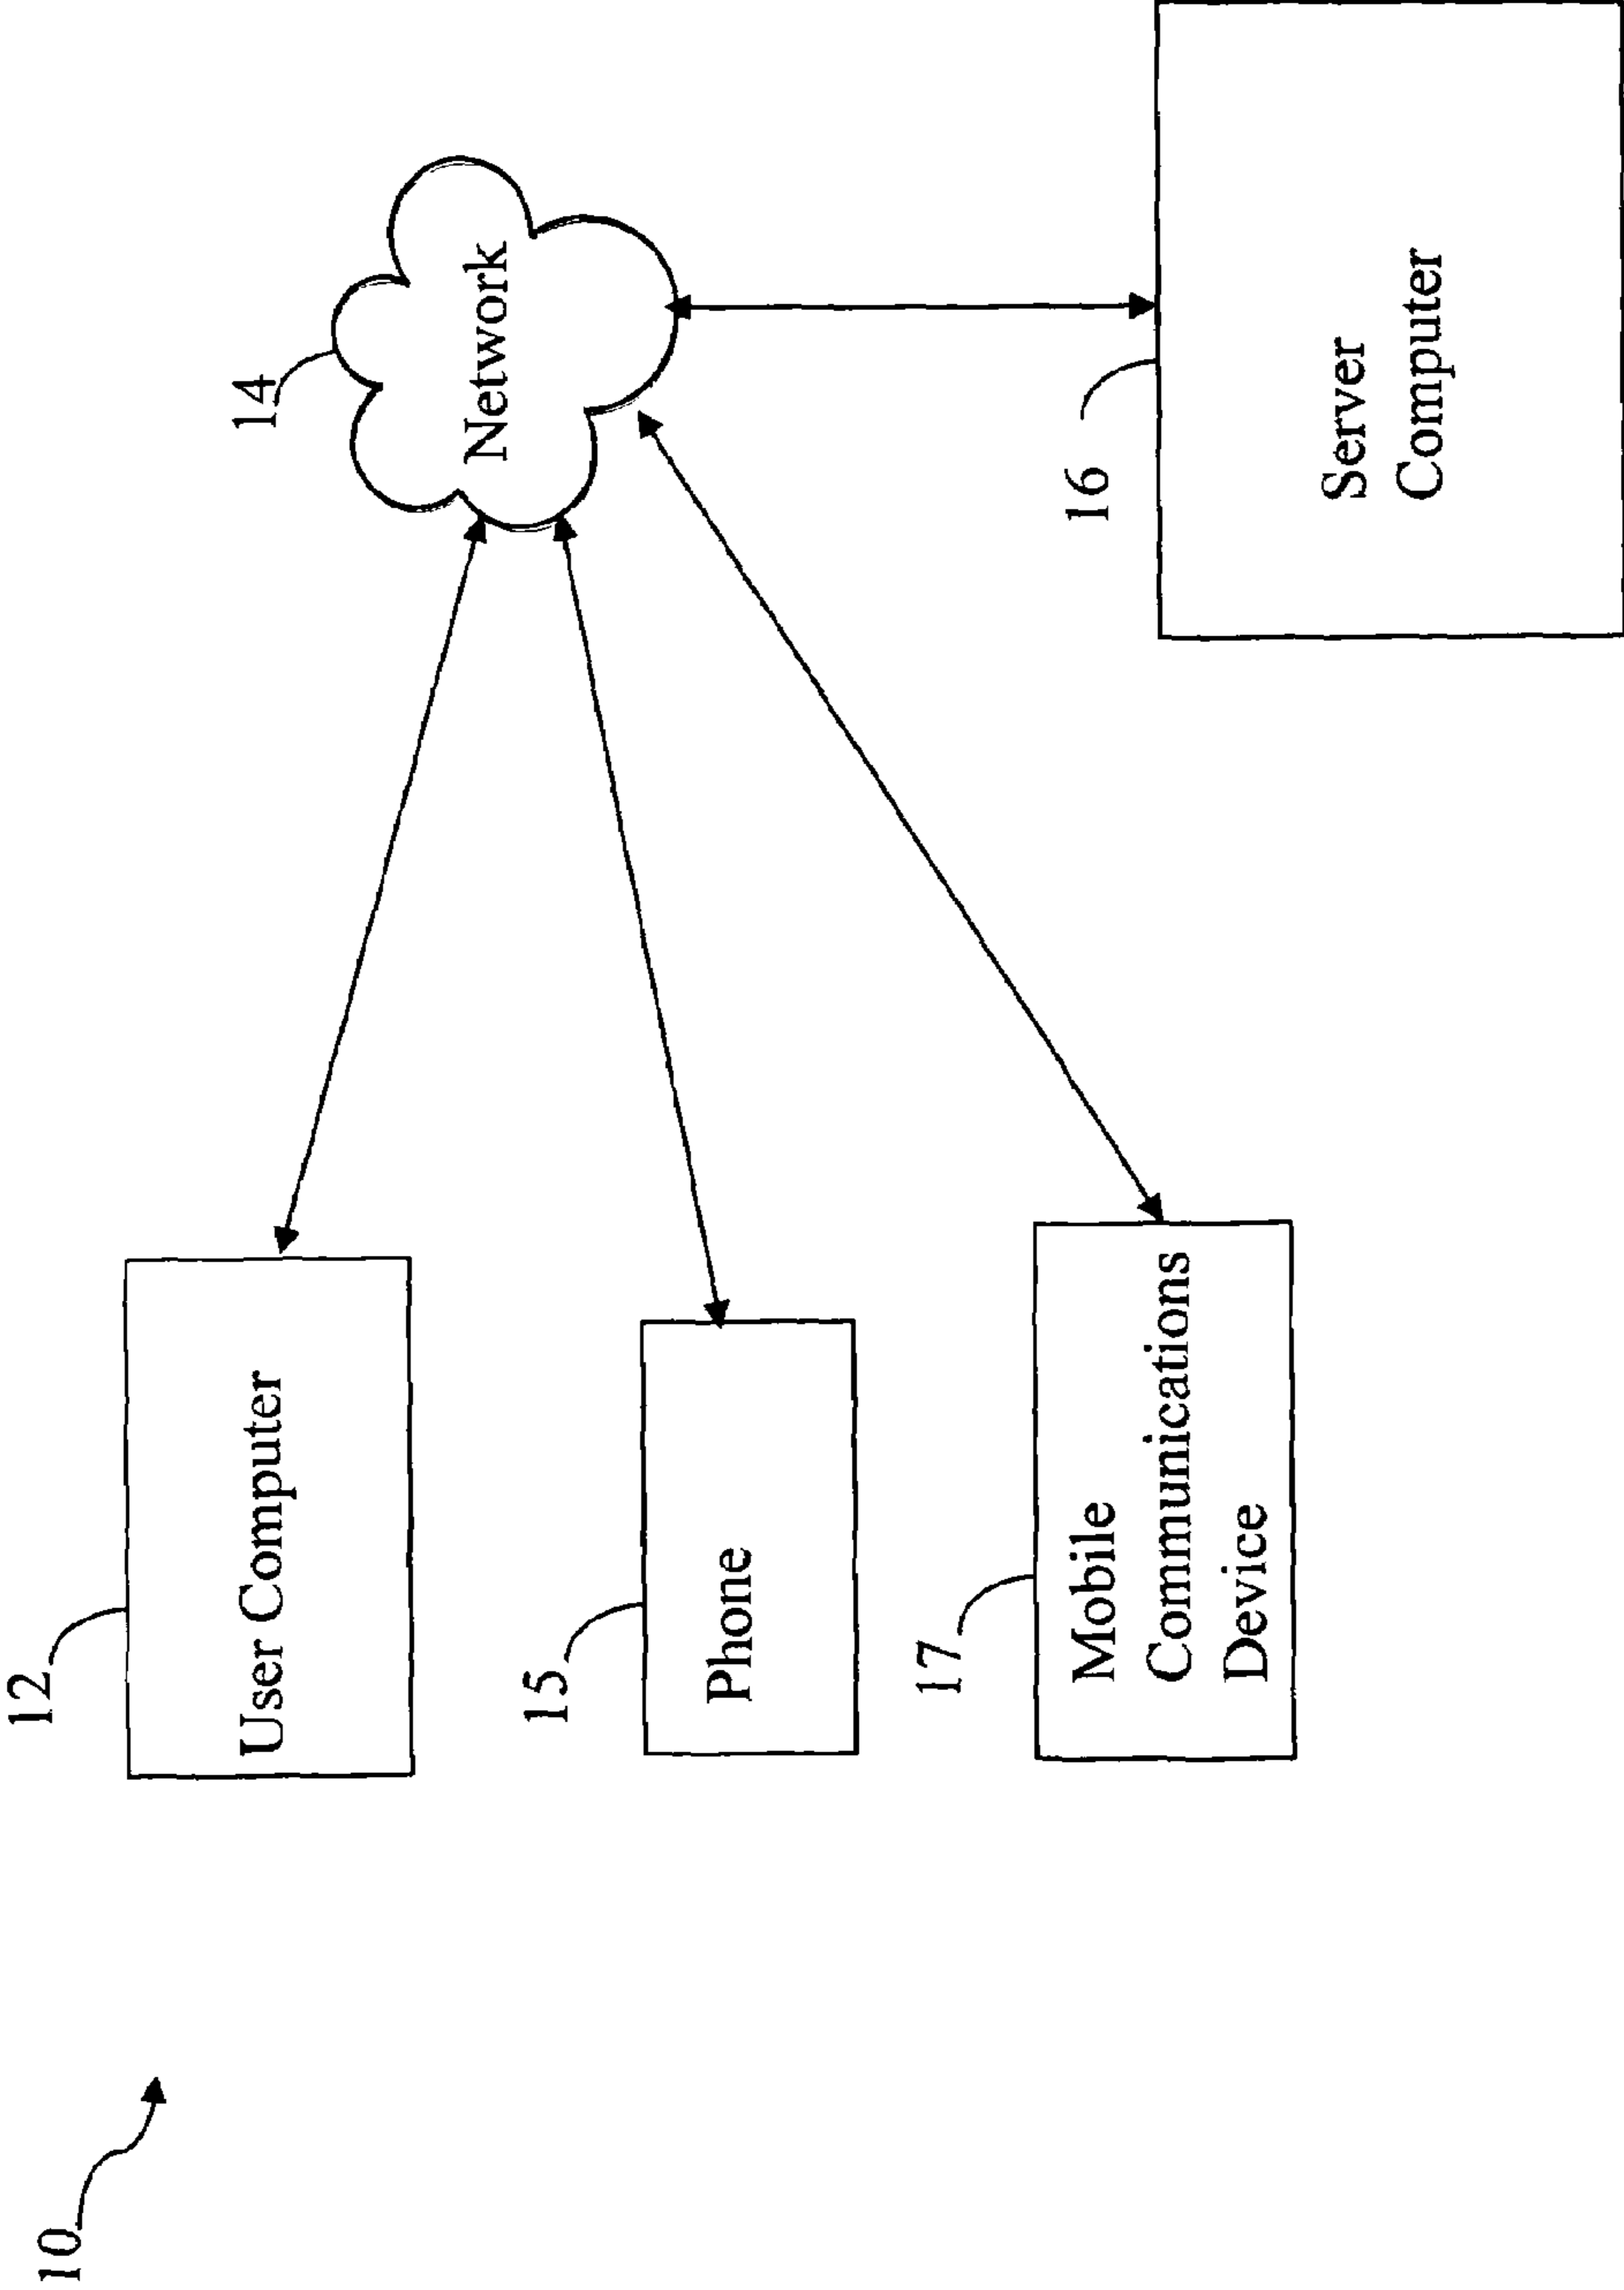 10
12
User Computer
14
Network
15
Phone
17
Mobile
Communications
Device
16
Server
Computer